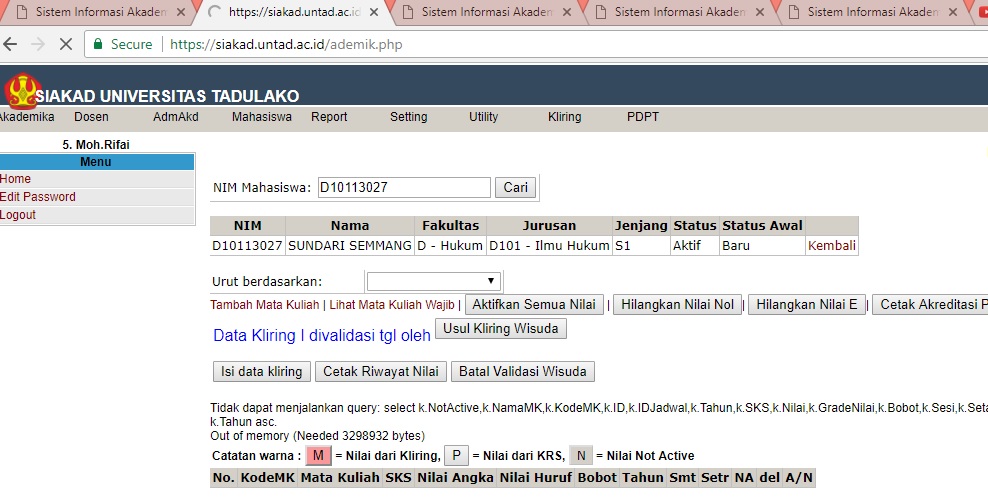 Sistem Informasi Akadem
https://siakad.untad.ac.id
Sistem Informasi Akadem
Sistem Informasi Akadem
Sistem Informasi Akadem
Secure https://siakad.untad.ac.id/ademik.php
SIAKAD UNIVERSITAS TADULAKO
Akademika Dosen AdmAkd Mahasiswa Report Setting Utility Kliring PDPT
5. Moh.Rifai
Menu
Home
Edit Password
Logout
NIM Mahasiswa: D10113027 Cari
NIM Nama Fakultas Jurusan Jenjang Status Status Awal
D10113027 SUNDARI SEMMANG D - Hukum D101 - Ilmu Hukum S1 Aktif Baru Kembali
Urut berdasarkan:
Tambah Mata Kuliah | Lihat Mata Kuliah Wajib | Aktifkan Semua Nilai | Hilangkan Nilai Nol | Hilangkan Nilai E | Cetak Akreditasi P
Data Kliring I divalidasi tgl oleh Usul Kliring Wisuda
Isi data kliring Cetak Riwayat Nilai Batal Validasi Wisuda
Tidak dapat menjalankan query: select k.NotActive,k.NamaMK,k.KodeMK,k.ID,k.IDJadwal,k.Tahun,k.SKS,k.Nilai,k.GradeNilai,k.Bobot,k.Sesi,k.Seta
k.Tahun asc.
Out of memory (Needed 3298932 bytes)
Catatan warna : M = Nilai dari Kliring, P = Nilai dari KRS, N = Nilai Not Active
No. KodeMK Mata Kuliah SKS Nilai Angka Nilai Huruf Bobot Tahun Smt Setr NA del A/N